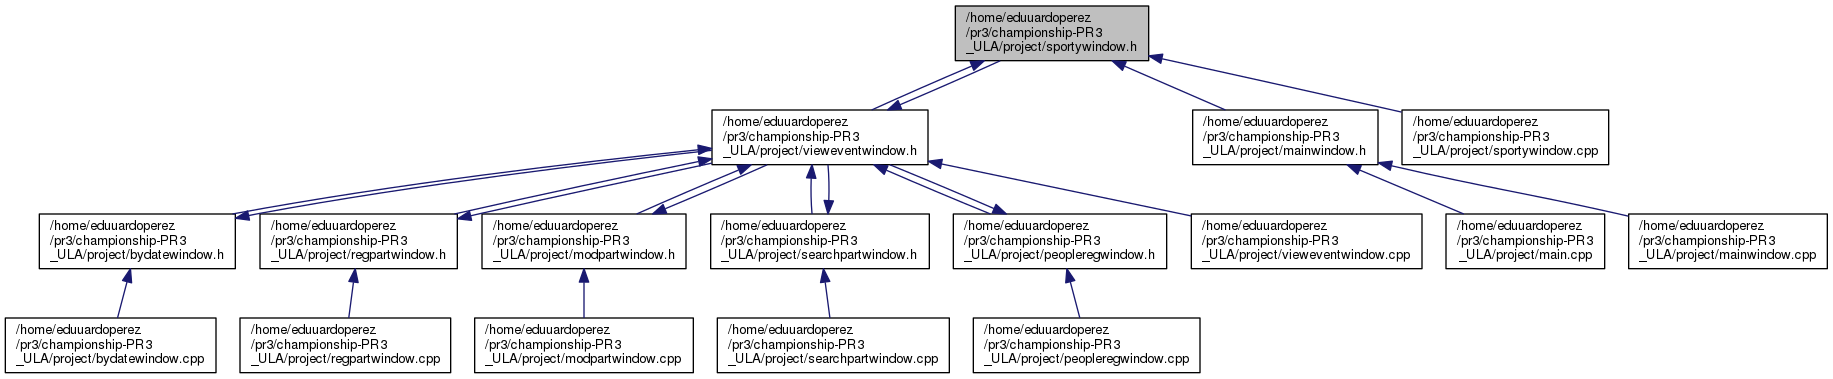 /home/eduuardoperez
/pr3/championship-PR3
_ULA/project/sportywindow.h
/home/eduuardoperez
/pr3/championship-PR3
_ULA/project/vieweventwindow.h
/home/eduuardoperez
/pr3/championship-PR3
_ULA/project/mainwindow.h
/home/eduuardoperez
/pr3/championship-PR3
_ULA/project/sportywindow.cpp
/home/eduuardoperez
/pr3/championship-PR3
_ULA/project/bydatewindow.h
/home/eduuardoperez
/pr3/championship-PR3
_ULA/project/regpartwindow.h
/home/eduuardoperez
/pr3/championship-PR3
_ULA/project/modpartwindow.h
/home/eduuardoperez
/pr3/championship-PR3
_ULA/project/searchpartwindow.h
/home/eduuardoperez
/pr3/championship-PR3
_ULA/project/peopleregwindow.h
/home/eduuardoperez
/pr3/championship-PR3
_ULA/project/vieweventwindow.cpp
/home/eduuardoperez
/pr3/championship-PR3
_ULA/project/main.cpp
/home/eduuardoperez
/pr3/championship-PR3
_ULA/project/mainwindow.cpp
/home/eduuardoperez
/pr3/championship-PR3
_ULA/project/bydatewindow.cpp
/home/eduuardoperez
/pr3/championship-PR3
_ULA/project/regpartwindow.cpp
/home/eduuardoperez
/pr3/championship-PR3
_ULA/project/modpartwindow.cpp
/home/eduuardoperez
/pr3/championship-PR3
_ULA/project/searchpartwindow.cpp
/home/eduuardoperez
/pr3/championship-PR3
_ULA/project/peopleregwindow.cpp